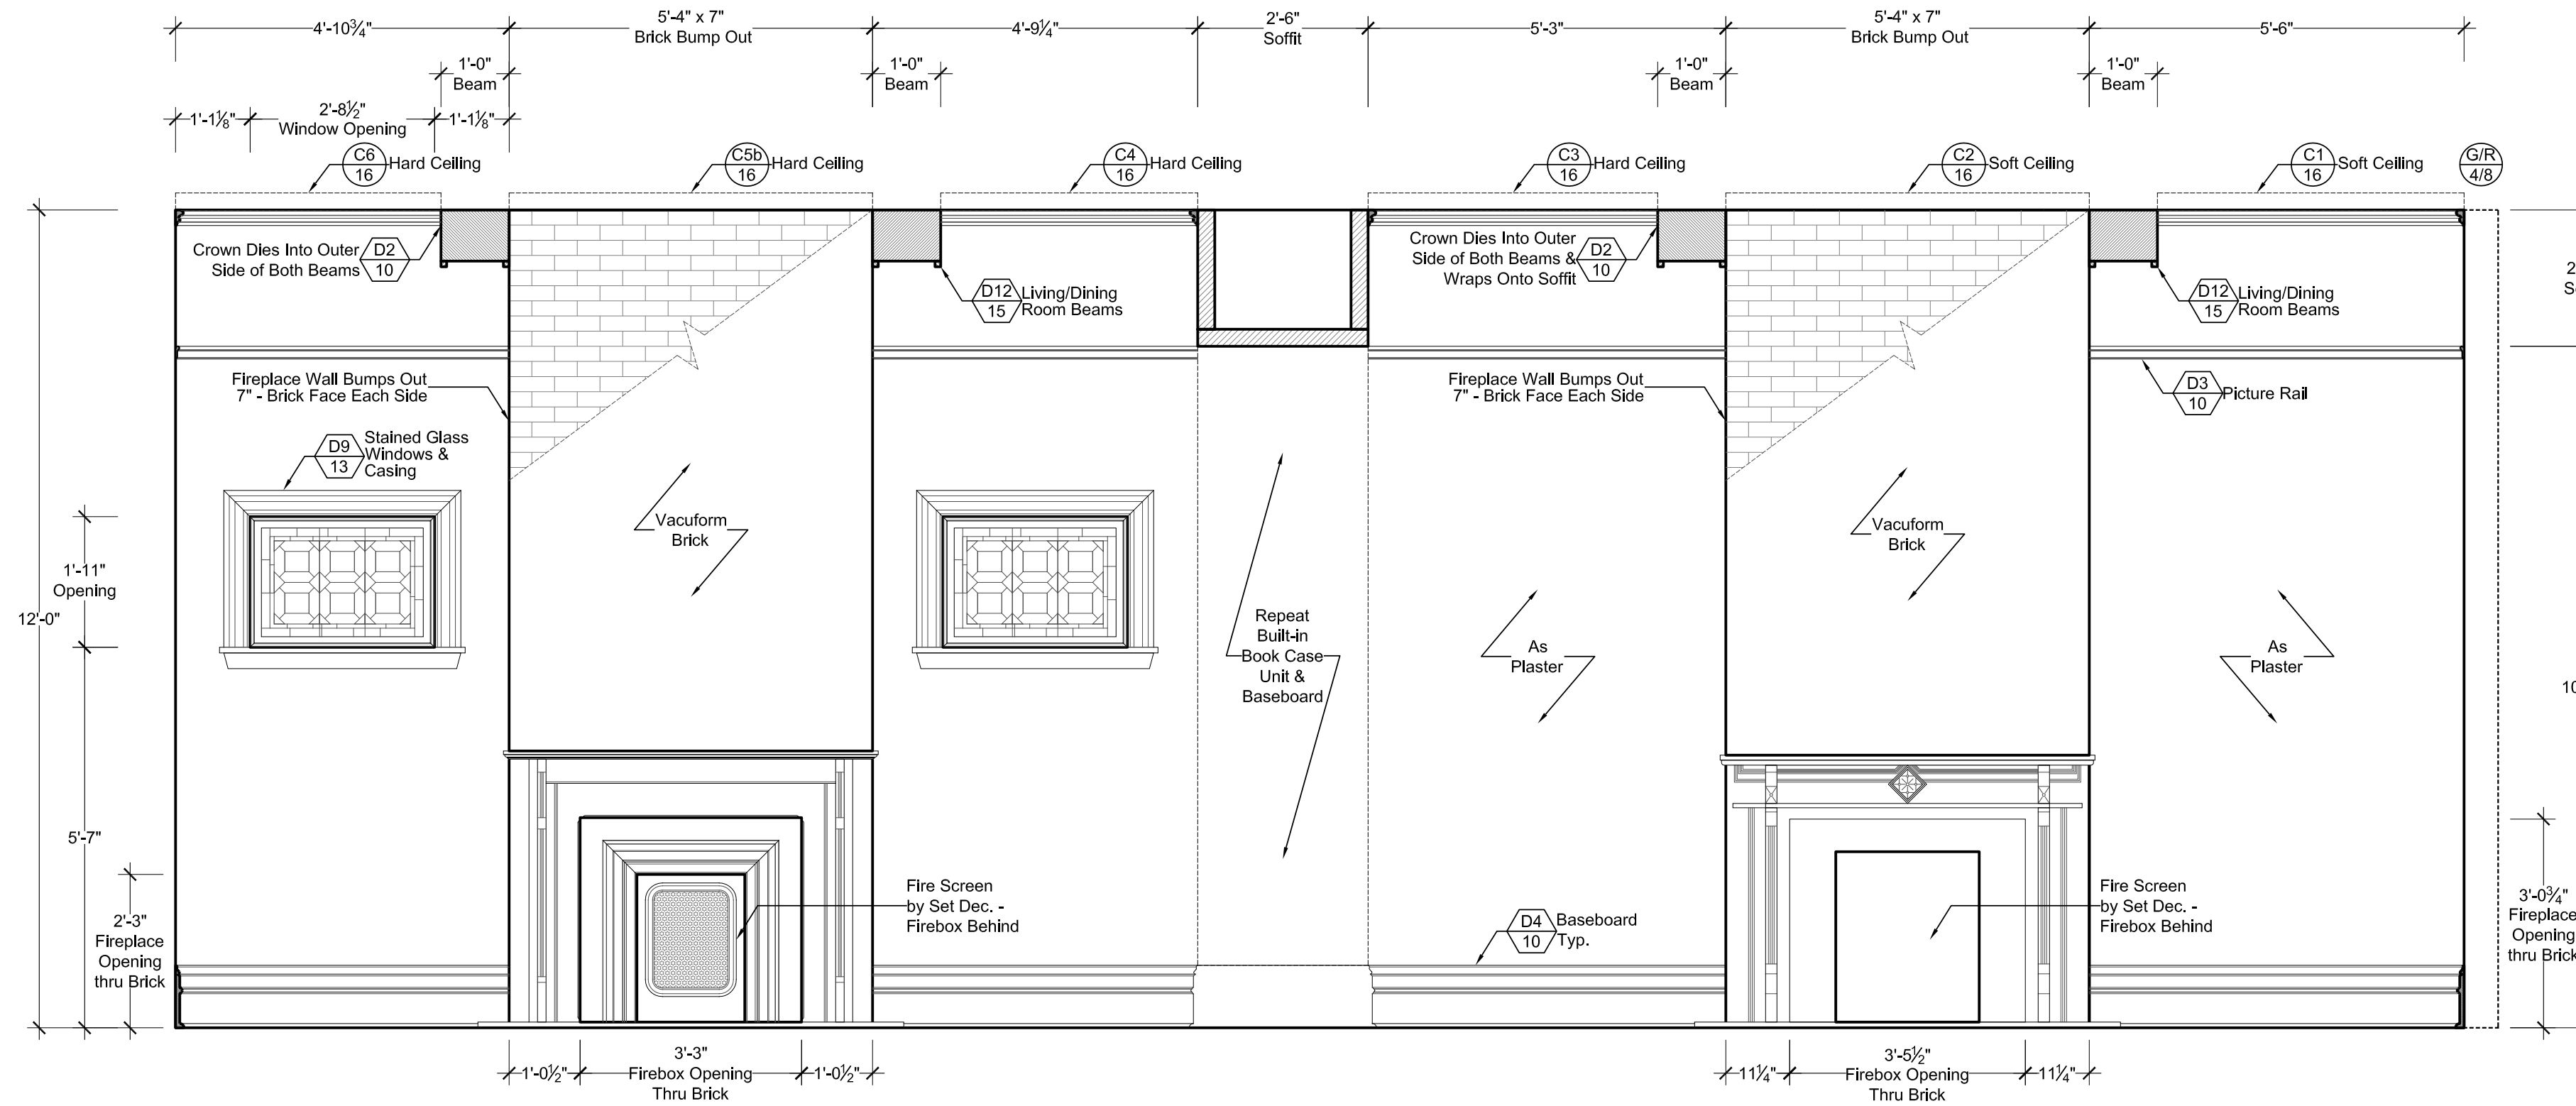 4'-10¾"
5'-4" x 7"
Brick Bump Out
4'-9¼"
2'-6"
Soffit
5'-3"
5'-4" x 7"
Brick Bump Out
5'-6"
1'-0"
Beam
1'-0"
Beam
1'-0"
Beam
1'-0"
Beam
1'-1⅛"
2'-8½"
Window Opening
1'-1⅛"
C6
16
Hard Ceiling
C5b
16
Hard Ceiling
C4
16
Hard Ceiling
C3
16
Hard Ceiling
C2
16
Soft Ceiling
C1
16
Soft Ceiling
G/R
4/8
Crown Dies Into Outer
Side of Both Beams
D2
10
D12
15
Living/Dining
Room Beams
Crown Dies Into Outer
Side of Both Beams &
Wraps Onto Soffit
D2
10
D12
15
Living/Dining
Room Beams
Fireplace Wall Bumps Out
7" - Brick Face Each Side
Fireplace Wall Bumps Out
7" - Brick Face Each Side
D3
10
Picture Rail
D9
13
Stained Glass
Windows &
Casing
Vacuform
Brick
Vacuform
Brick
12'-0"
1'-11"
Opening
Repeat
Built-in
Book Case
Unit &
Baseboard
As
Plaster
As
Plaster
10
5'-7"
2'-3"
Fireplace
Opening
thru Brick
Fire Screen
by Set Dec. -
Firebox Behind
D4
10
Baseboard
Typ.
Fire Screen
by Set Dec. -
Firebox Behind
3'-0¾"
Fireplace
Opening
thru Brick
1'-0½"
3'-3"
Firebox Opening
Thru Brick
1'-0½"
11¼"
3'-5½"
Firebox Opening
Thru Brick
11¼"